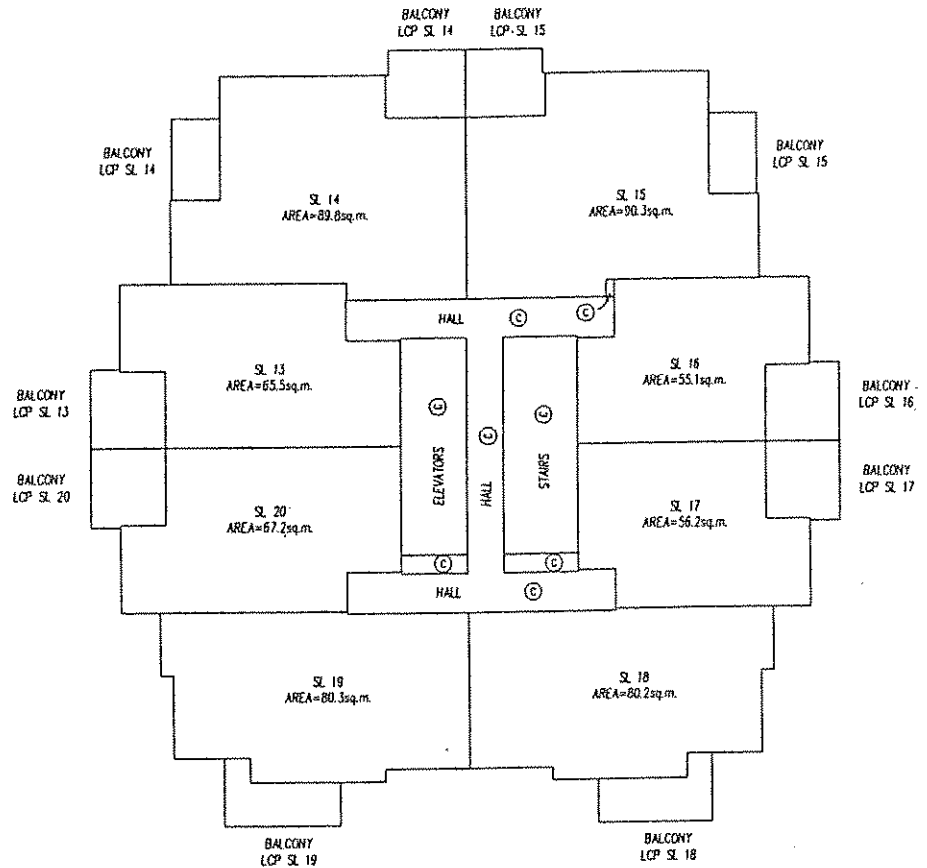 BALCONY
LCP SL 14
BALCONY
LCP SL 15
BALCONY
LCP SL 14
BALCONY
LCP SL 15
SL 14
AREA=89.8sq.m.
SL 15
AREA=90.3sq.m.
HALL
C
C
SL 13
AREA=65.5sq.m.
SL 16
AREA=55.1sq.m.
BALCONY
LCP SL 13
BALCONY
LCP SL 16
C
C
C
ELEVATORS
HALL
STAIRS
BALCONY
LCP SL 20
BALCONY
LCP SL 17
SL 20
AREA=67.2sq.m.
SL 17
AREA=56.2sq.m.
C
C
HALL
C
SL 19
AREA=80.3sq.m.
SL 18
AREA=80.2sq.m.
BALCONY
LCP SL 19
BALCONY
LCP SL 18